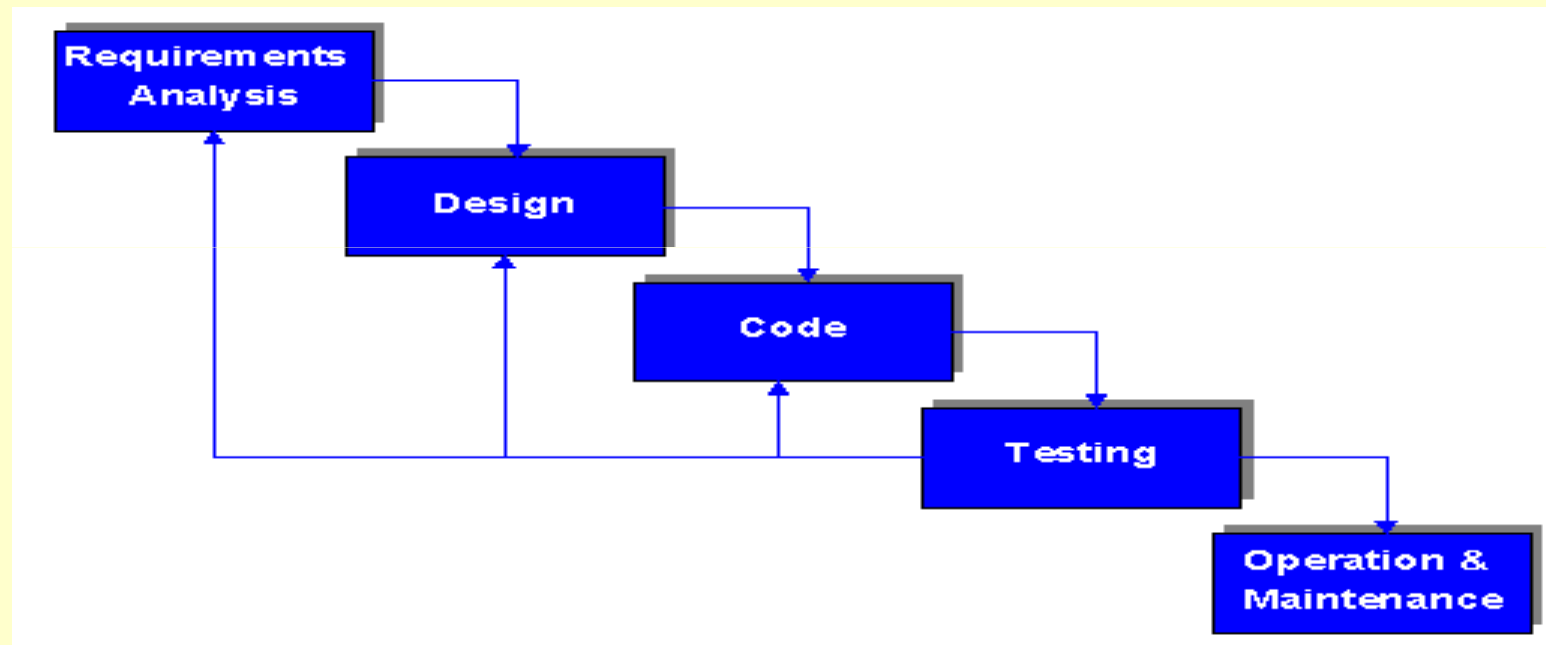 Requirements
Analysis
Design
Code
Testing
Operation &
Maintenance